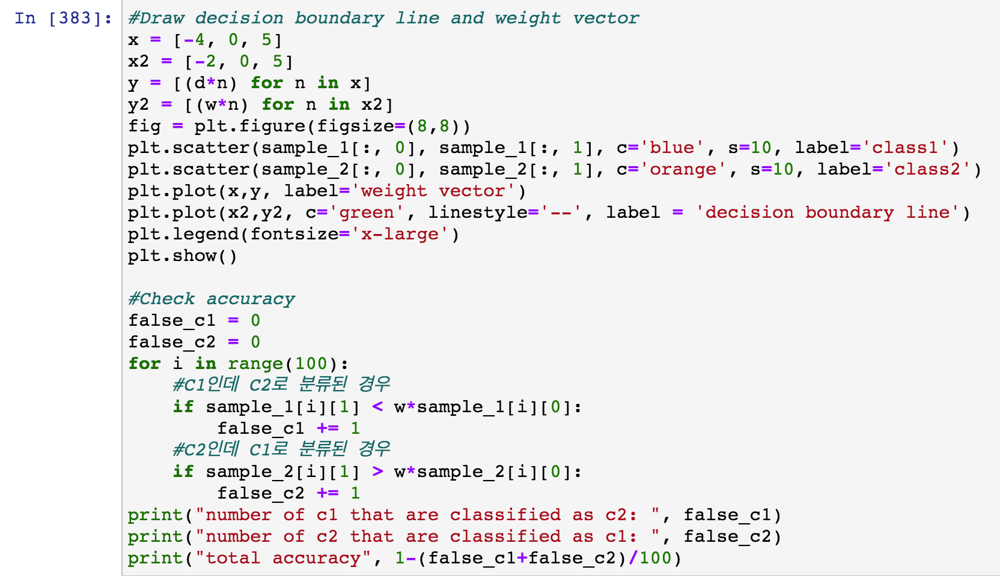 In [383]:
#Draw decision boundary line and weight vector
x = [-4, 0, 5]
x2 = [-2, 0, 5]
y = [(d*n) for n in x]
y2 = [(w*n) for n in x2]
fig = plt.figure(figsize=(8,8))
plt.scatter(sample_1[:, 0], sample_1[:, 1], c='blue', s=10, label='class1')
plt.scatter(sample_2[:, 0], sample_2[:, 1], c='orange', s=10, label='class2')
plt.plot(x,y, label='weight vector')
plt.plot(x2,y2, c='green', linestyle='--', label = 'decision boundary line')
plt.legend(fontsize='x-large')
plt.show()

#Check accuracy
false_c1 = 0
false_c2 = 0
for i in range(100):
    #C1인데 C2로 분류된 경우
    if sample_1[i][1] < w*sample_1[i][0]:
        false_c1 += 1
    #C2인데 C1로 분류된 경우
    if sample_2[i][1] > w*sample_2[i][0]:
        false_c2 += 1
print("number of c1 that are classified as c2: ", false_c1)
print("number of c2 that are classified as c1: ", false_c2)
print("total accuracy", 1-(false_c1+false_c2)/100)